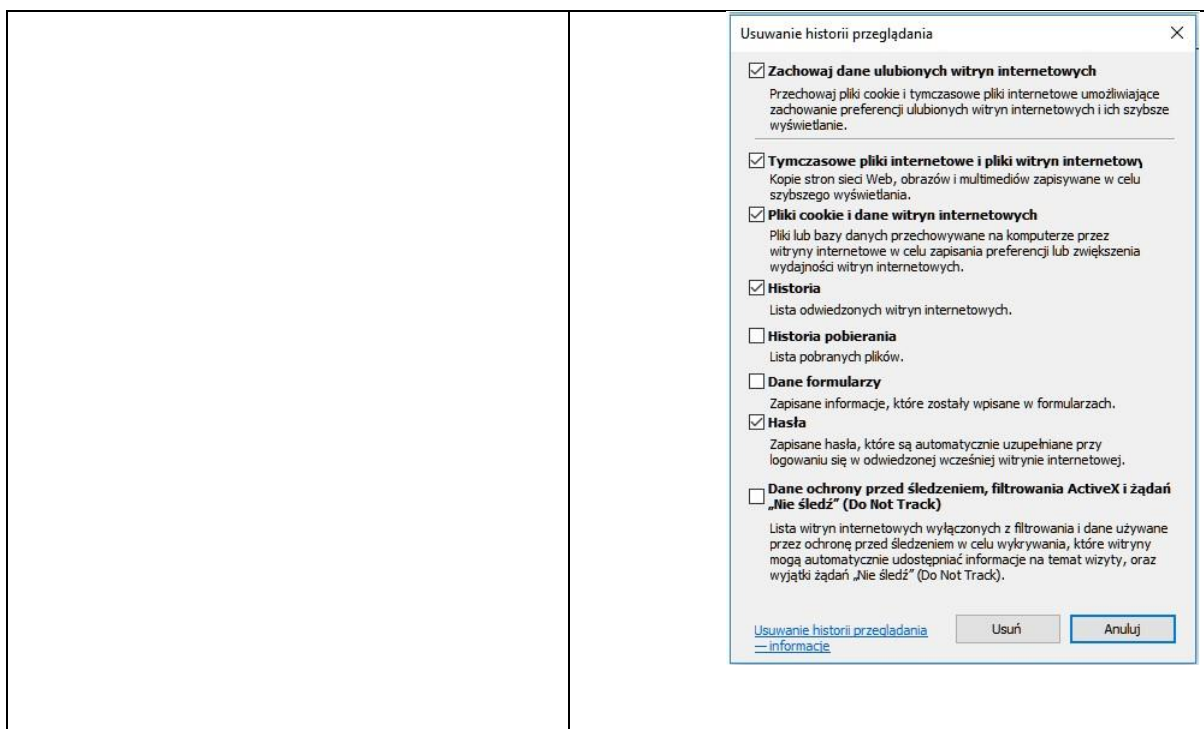 Usuwanie historii przeglądania
Zachowaj dane ulubionych witryn internetowych
Przechowaj pliki cookie i tymczasowe pliki internetowe umożliwiające
zachowanie preferencji ulubionych witryn internetowych i ich szybsze
wyświetlanie.
Tymczasowe pliki internetowe i pliki witryn internetowy
Kopie stron sieci Web, obrazów i multimediów zapisywane w celu
szybszego wyświetlania.
Pliki cookie i dane witryn internetowych
Pliki lub bazy danych przechowywane na komputerze przez
witryny internetowe w celu zapisania preferencji lub zwiększenia
wydajności witryn internetowych.
Historia
Lista odwiedzonych witryn internetowych.
Historia pobierania
Lista pobranych plików.
Dane formularzy
Zapisane informacje, które zostały wpisane w formularzach.
Hasła
Zapisane hasła, które są automatycznie uzupełniane przy
logowaniu się w odwiedzonej wcześniej witrynie internetowej.
Dane ochrony przed śledzeniem, filtrowania ActiveX i żądań
„Nie śledź” (Do Not Track)
Lista witryn internetowych wyłączonych z filtrowania i dane używane
przez ochronę przed śledzeniem w celu wykrywania, które witryny
mogą automatycznie udostępniać informacje na temat wizyty, oraz
wyjątki żądań „Nie śledź” (Do Not Track).
Usuwanie historii przeglądania
— informacje
Usuń
Anuluj